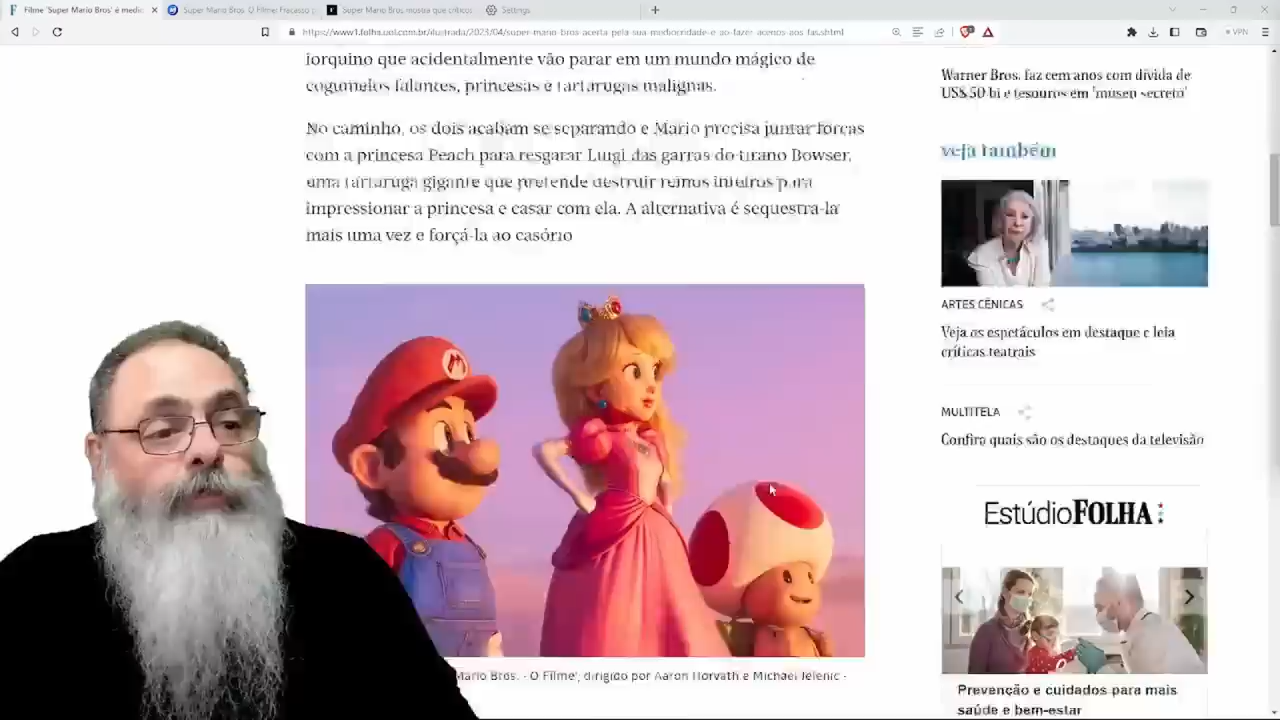 Filme 'Super Mario Bros' é medíoc
Super Mario Bros. O Filme: Fracasso p
Super Mario Bros mostra que críticos
Settings
https://www1.folha.uol.com.br/ilustrada/2023/04/super-mario-bros-acerta-pela-sua-mediocridade-e-ao-fazer-acenos-aos-fas.shtml
VPN
iorquino que acidentalmente vão parar em um mundo mágico de
cogumelos falantes, princesas e tartarugas malignas.
No caminho, os dois acabam se separando e Mario precisa juntar forças
com a princesa Peach para resgatar Luigi das garras do tirano Bowser,
uma tartaruga gigante que pretende destruir reinos inteiros para
impressionar a princesa e casar com ela. A alternativa é sequestra-la
mais uma vez e forçá-la ao casório
M
Mario Bros. - O Filme', dirigido por Aaron Horvath e Michael Jelenic -
Warner Bros. faz cem anos com dívida de
US$ 50 bi e tesouros em 'museu secreto'
veja também
ARTES CÊNICAS
Veja os espetáculos em destaque e leia
críticas teatrais
MULTITELA
Confira quais são os destaques da televisão
Estúdio FOLHA
Prevenção e cuidados para mais
saúde e bem-estar